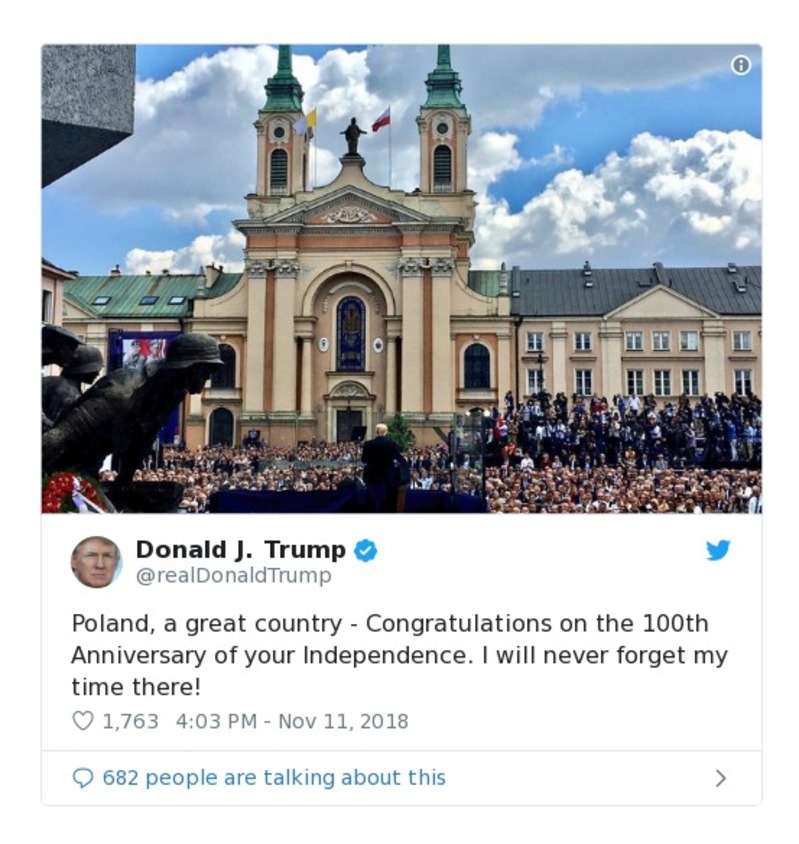 Donald J. Trump
@realDonaldTrump
Poland, a great country - Congratulations on the 100th
Anniversary of your Independence. I will never forget my
time there!
1,763 4:03 PM - Nov 11, 2018
682 people are talking about this